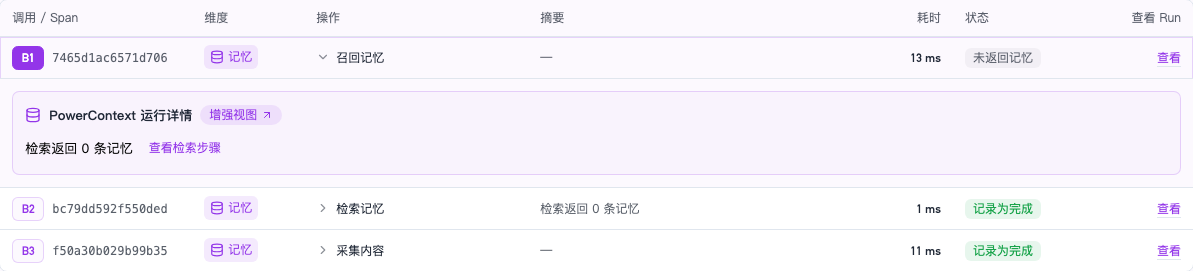 调用 / Span 维度 操作 摘要 耗时 状态 查看 Run
B1 7465d1ac6571d706 记忆 召回记忆 — 13 ms 未返回记忆 查看
PowerContext 运行详情 增强视图 ↗
检索返回 0 条记忆 查看检索步骤
B2 bc79dd592f550ded 记忆 检索记忆 检索返回 0 条记忆 1 ms 记录为完成 查看
B3 f50a30b029b99b35 记忆 采集内容 — 11 ms 记录为完成 查看